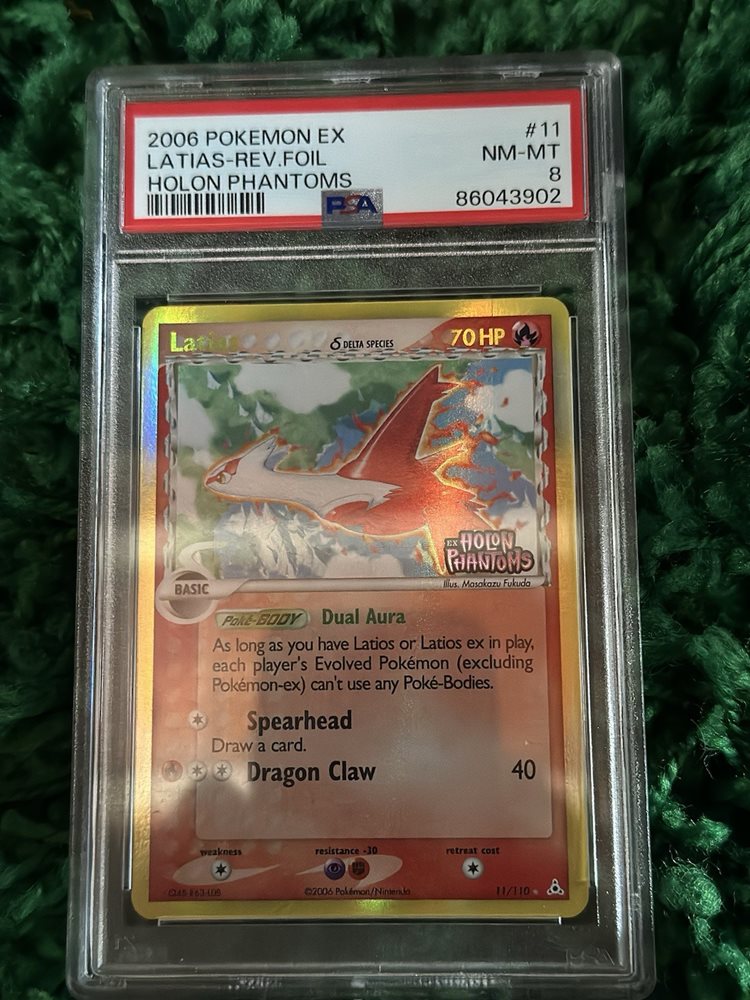 2006 POKEMON EX #11
LATIAS-REV.FOIL NM-MT
HOLON PHANTOMS 8
PSA 86043902
Latias δ DELTA SPECIES 70 HP
EX HOLON
PHANTOMS
Illus. Masakazu Fukuda
BASIC
Poké-BODY Dual Aura
As long as you have Latios or Latios ex in play,
each player's Evolved Pokémon (excluding
Pokémon-ex) can't use any Poké-Bodies.
Spearhead
Draw a card.
Dragon Claw 40
weakness resistance -30 retreat cost
©2006 Pokémon/Nintendo 11/110